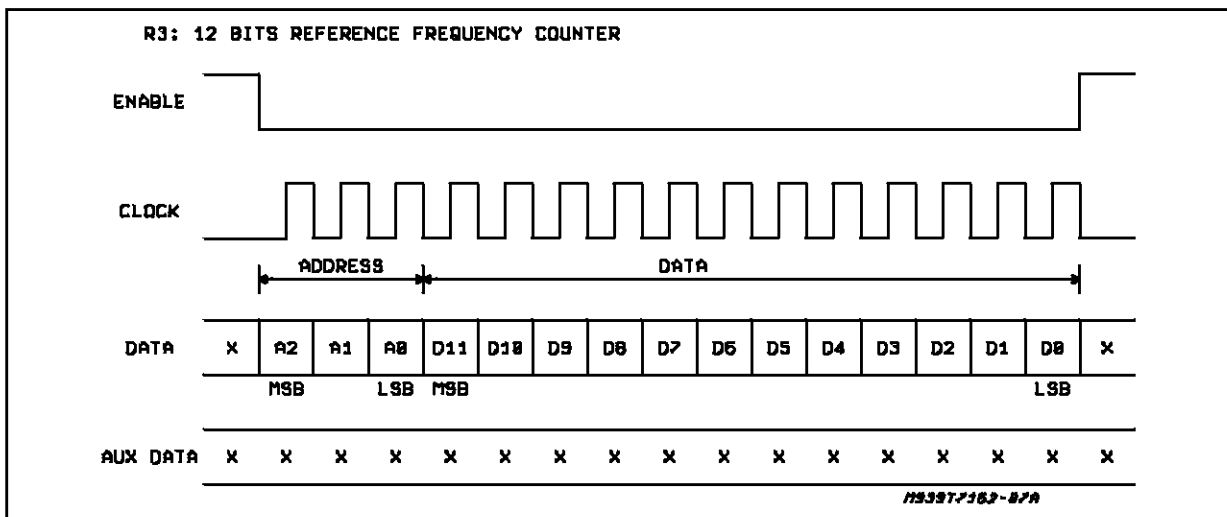 R3: 12 BITS REFERENCE FREQUENCY COUNTER
ENABLE
CLOCK
ADDRESS DATA
DATA X A2 A1 A0 D11 D10 D9 D8 D7 D6 D5 D4 D3 D2 D1 D0 X
MSB LSB MSB LSB
AUX DATA X X X X X X X X X X X X X X X X X